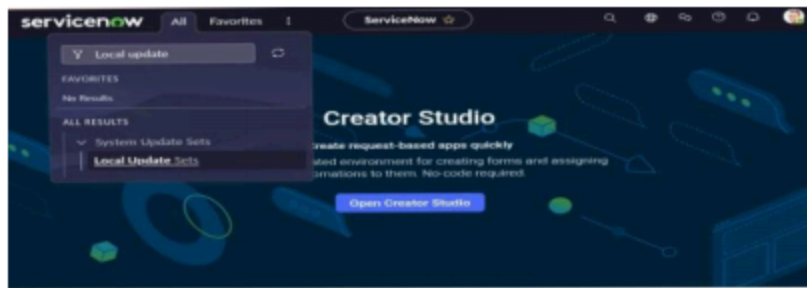 servicenow All Favorites ServiceNow
Local update
FAVORITES
No Results
ALL RESULTS
System Update Sets
Local Update Sets
Creator Studio
create request-based apps quickly
ated environment for creating forms and assigning
omations to them. No-code required.
Open Creator Studio